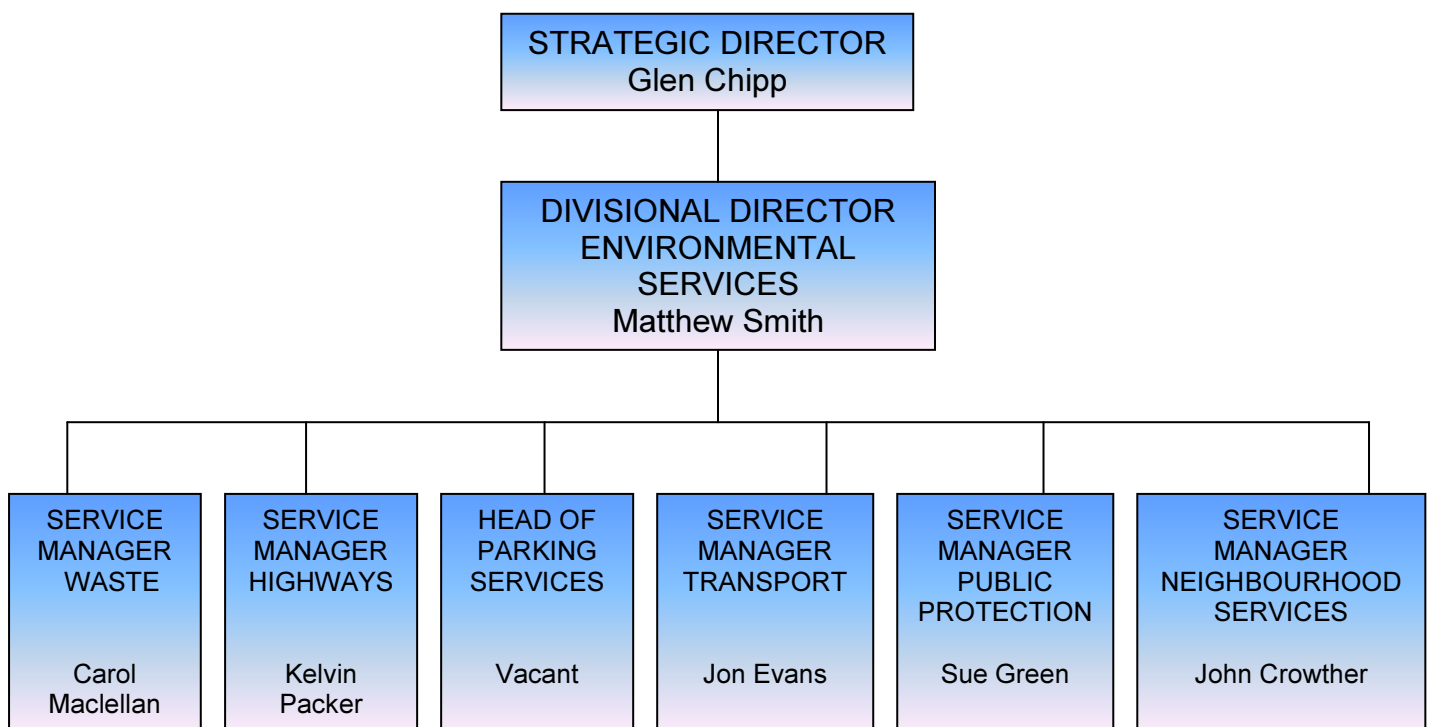 STRATEGIC DIRECTOR
Glen Chipp
DIVISIONAL DIRECTOR
ENVIRONMENTAL
SERVICES
Matthew Smith
SERVICE
MANAGER
WASTE
Carol
Maclellan
SERVICE
MANAGER
HIGHWAYS
Kelvin
Packer
HEAD OF
PARKING
SERVICES
Vacant
SERVICE
MANAGER
TRANSPORT
Jon Evans
SERVICE
MANAGER
PUBLIC
PROTECTION
Sue Green
SERVICE
MANAGER
NEIGHBOURHOOD
SERVICES
John Crowther